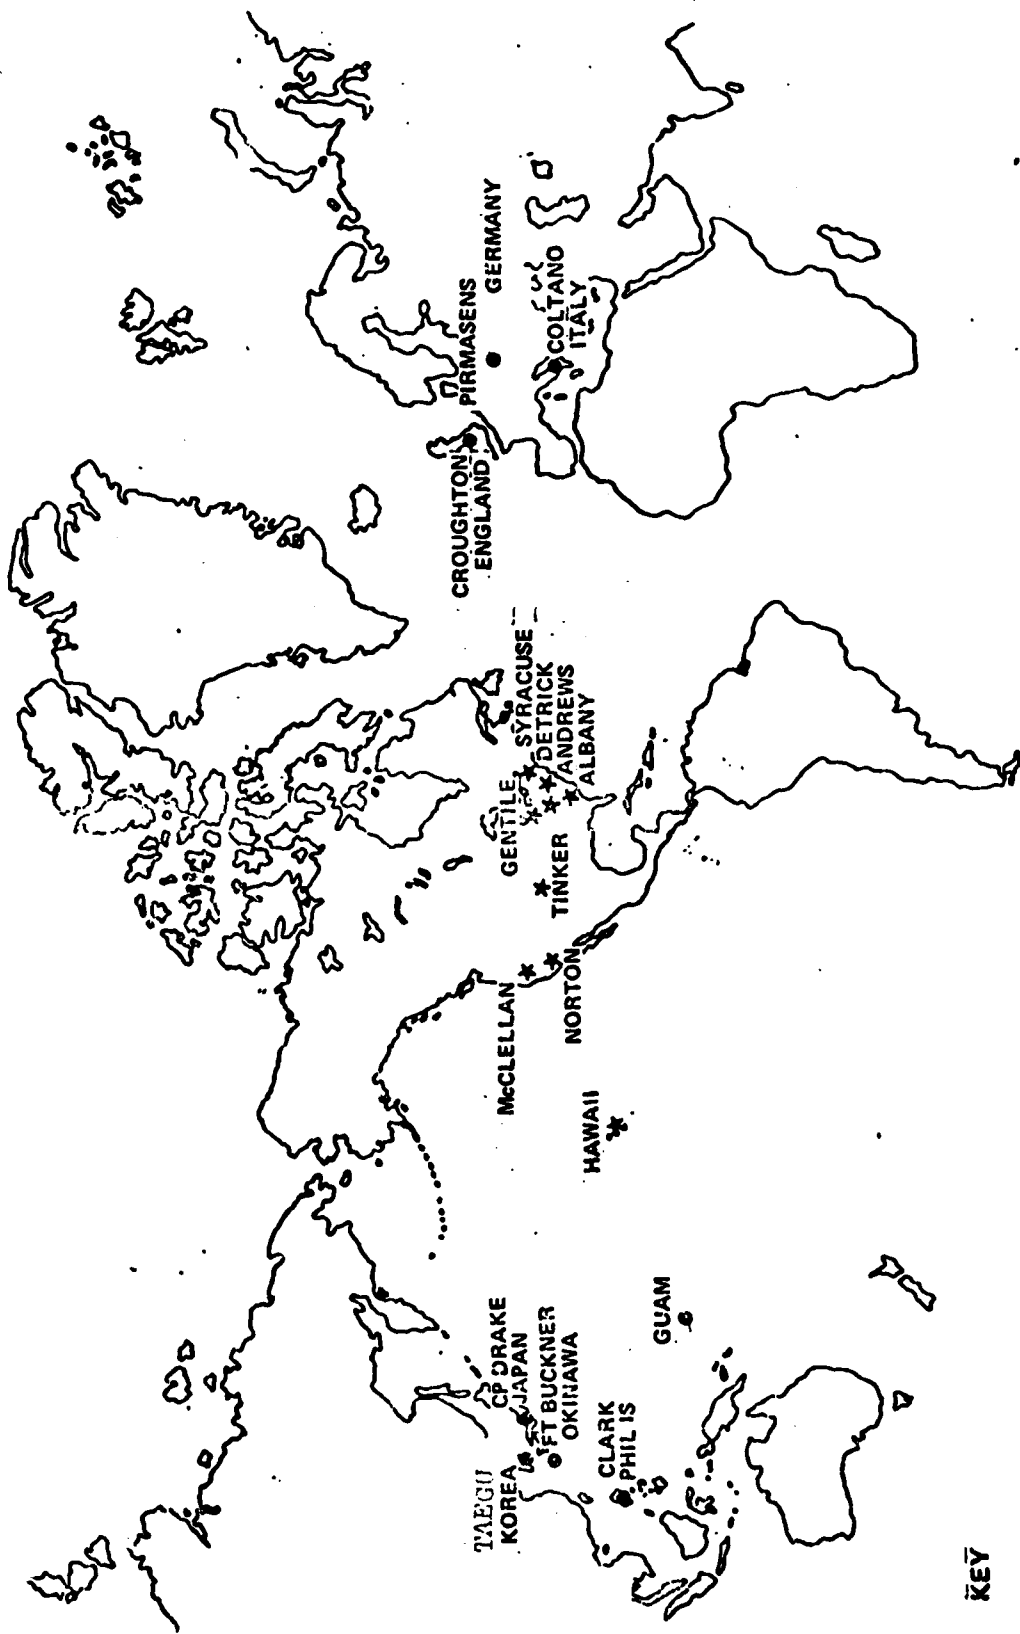 TAEGU
KOREA
CP DRAKE
JAPAN
FT BUCKNER
OKINAWA
CLARK
PHIL IS
GUAM
HAWAII
McCLELLAN
NORTON
TINKER
GENTILE
SYRACUSE
DETRICK
ANDREWS
ALBANY
CROUGHTON
ENGLAND
PIRMASENS
GERMANY
COLTANO
ITALY
KEY